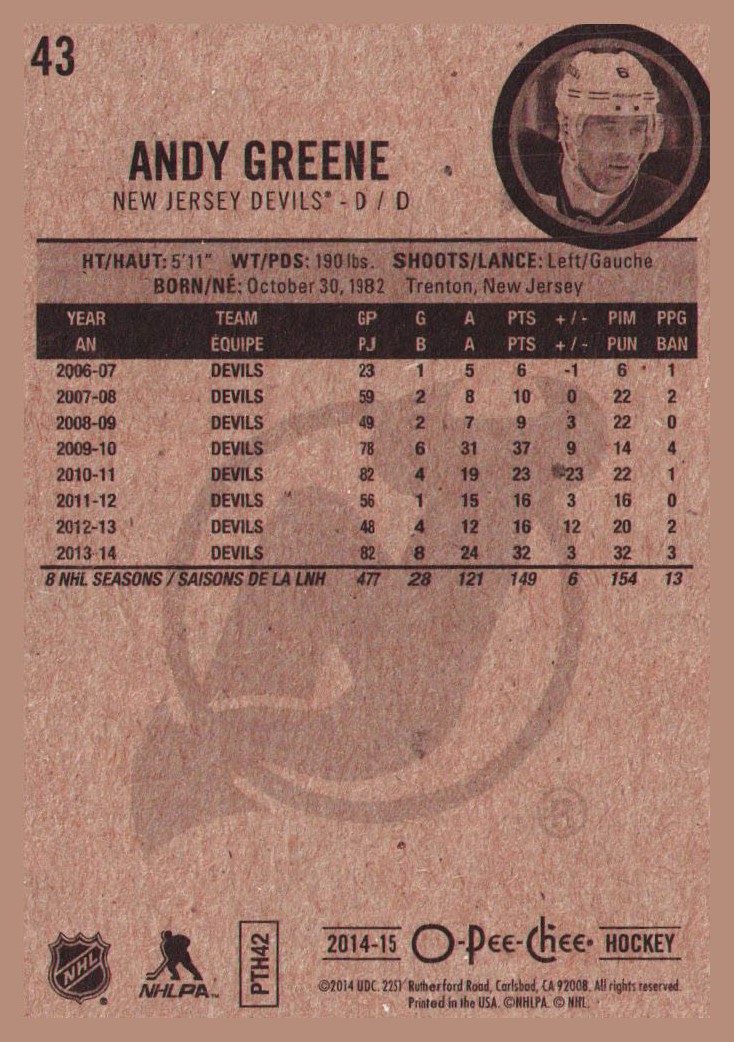 43
ANDY GREENE
NEW JERSEY DEVILS® - D / D
HT/HAUT: 5'11" WT/PDS: 190 lbs. SHOOTS/LANCE: Left/Gauche
BORN/NÉ: October 30, 1982 Trenton, New Jersey
YEAR TEAM GP G A PTS +/- PIM PPG
AN ÉQUIPE PJ B A PTS +/- PUN BAN
2006-07 DEVILS 23 1 5 6 -1 6 1
2007-08 DEVILS 59 2 8 10 0 22 2
2008-09 DEVILS 49 2 7 9 3 22 0
2009-10 DEVILS 78 6 31 37 9 14 4
2010-11 DEVILS 82 4 19 23 -23 22 1
2011-12 DEVILS 56 1 15 16 3 16 0
2012-13 DEVILS 48 4 12 16 12 20 2
2013-14 DEVILS 82 8 24 32 3 32 3
8 NHL SEASONS / SAISONS DE LA LNH 477 28 121 149 6 154 13
NHL ®
NHLPA™
PTH42
2014-15 O-Pee-Chee® HOCKEY
©2014 UDC. 2251 Rutherford Road, Carlsbad, CA 92008. All rights reserved.
Printed in the USA. ©NHLPA. © NHL.